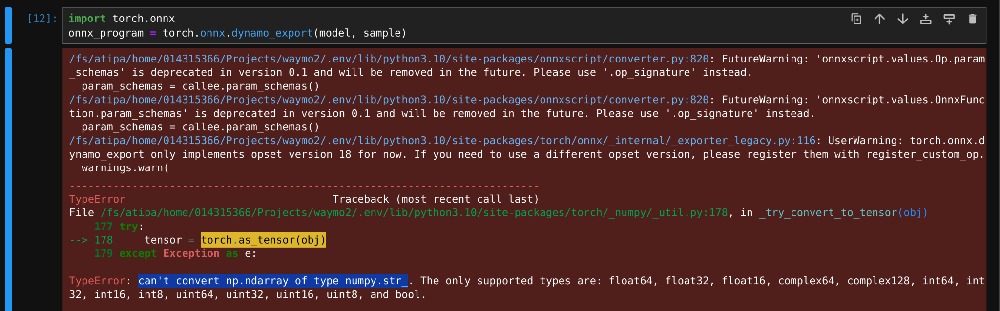 [12]: import torch.onnx
onnx_program = torch.onnx.dynamo_export(model, sample)
/fs/atipa/home/014315366/Projects/waymo2/.env/lib/python3.10/site-packages/onnxscript/converter.py:820: FutureWarning: 'onnxscript.values.Op.param
_schemas' is deprecated in version 0.1 and will be removed in the future. Please use '.op_signature' instead.
  param_schemas = callee.param_schemas()
/fs/atipa/home/014315366/Projects/waymo2/.env/lib/python3.10/site-packages/onnxscript/converter.py:820: FutureWarning: 'onnxscript.values.OnnxFunc
tion.param_schemas' is deprecated in version 0.1 and will be removed in the future. Please use '.op_signature' instead.
  param_schemas = callee.param_schemas()
/fs/atipa/home/014315366/Projects/waymo2/.env/lib/python3.10/site-packages/torch/onnx/_internal/_exporter_legacy.py:116: UserWarning: torch.onnx.d
ynamo_export only implements opset version 18 for now. If you need to use a different opset version, please register them with register_custom_op.
  warnings.warn(
---------------------------------------------------------------------------
TypeError                                 Traceback (most recent call last)
File /fs/atipa/home/014315366/Projects/waymo2/.env/lib/python3.10/site-packages/torch/_numpy/_util.py:178, in _try_convert_to_tensor(obj)
    177 try:
--> 178     tensor = torch.as_tensor(obj)
    179 except Exception as e:
TypeError: can't convert np.ndarray of type numpy.str_. The only supported types are: float64, float32, float16, complex64, complex128, int64, int
32, int16, int8, uint64, uint32, uint16, uint8, and bool.